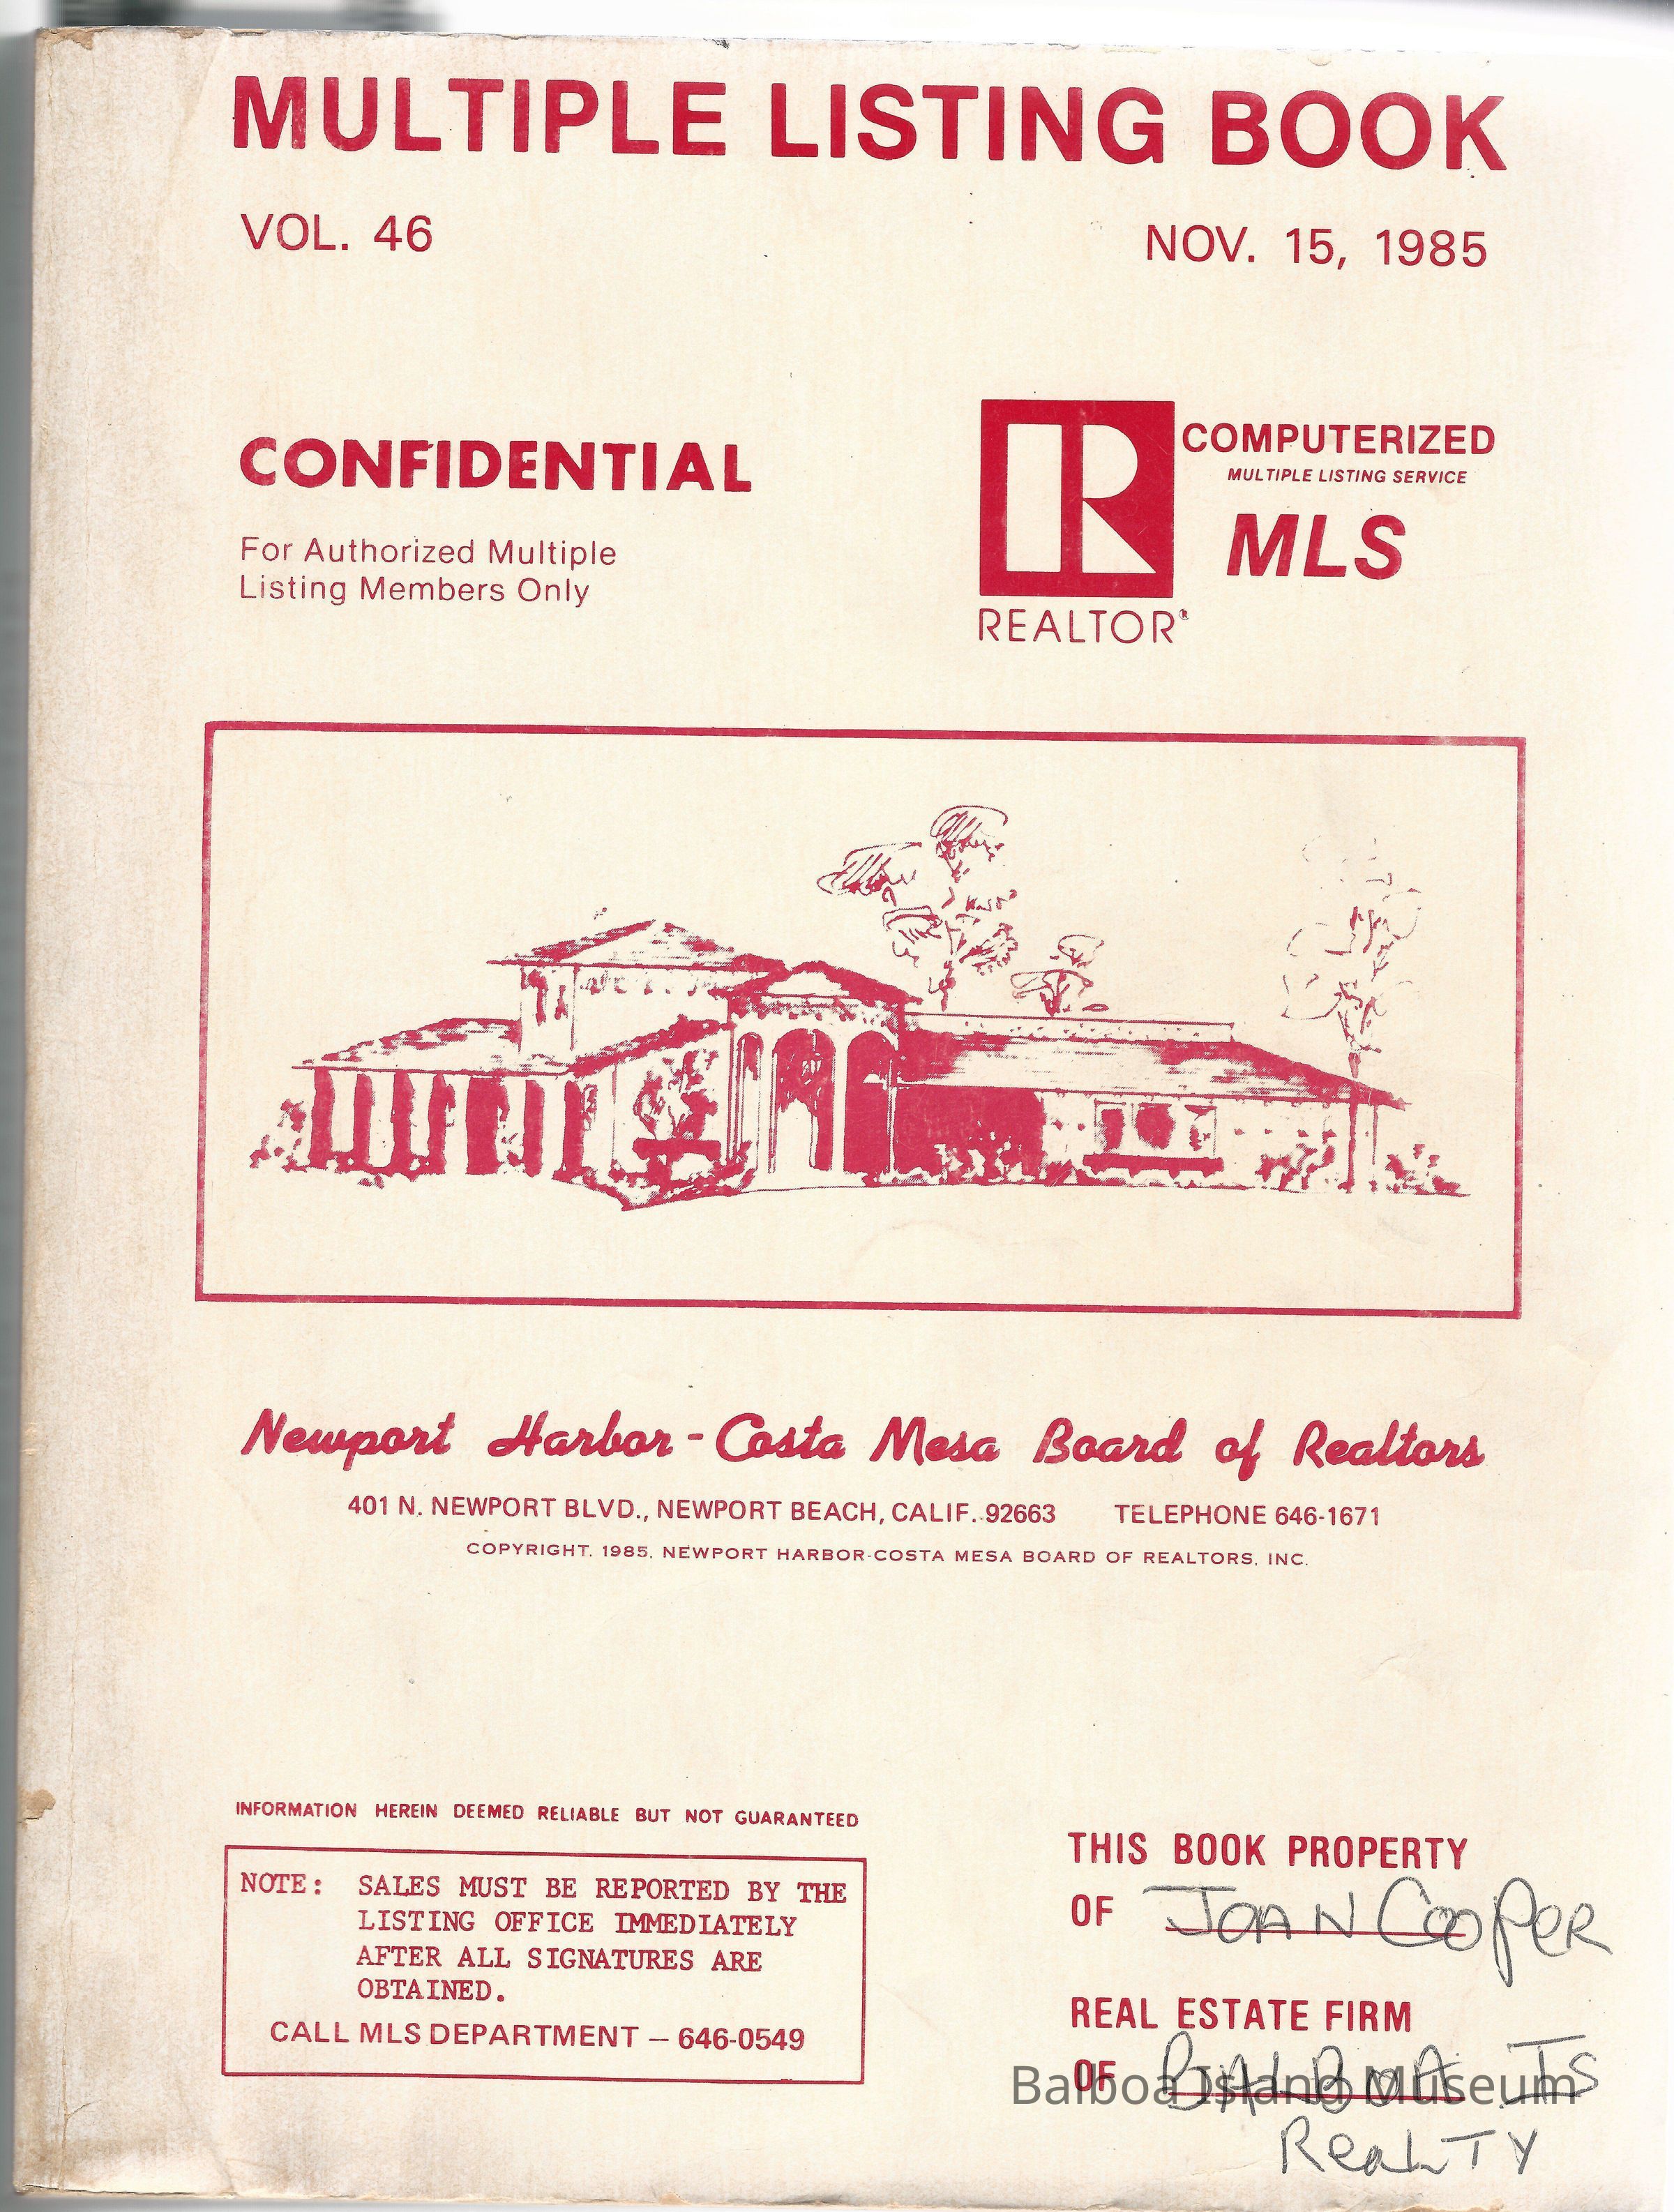 MULTIPLE LISTING BOOK
VOL. 46 NOV. 15, 1985
CONFIDENTIAL
For Authorized Multiple
Listing Members Only
COMPUTERIZED
MULTIPLE LISTING SERVICE
MLS
REALTOR®
Newport Harbor - Costa Mesa Board of Realtors
401 N. NEWPORT BLVD., NEWPORT BEACH, CALIF. 92663 TELEPHONE 646-1671
COPYRIGHT, 1985, NEWPORT HARBOR-COSTA MESA BOARD OF REALTORS, INC.
INFORMATION HEREIN DEEMED RELIABLE BUT NOT GUARANTEED
NOTE: SALES MUST BE REPORTED BY THE
LISTING OFFICE IMMEDIATELY
AFTER ALL SIGNATURES ARE
OBTAINED.
CALL MLS DEPARTMENT — 646-0549
THIS BOOK PROPERTY
OF JOAN COOPER
REAL ESTATE FIRM
OF BALBOA IS
REALTY
Balboa Island Museum